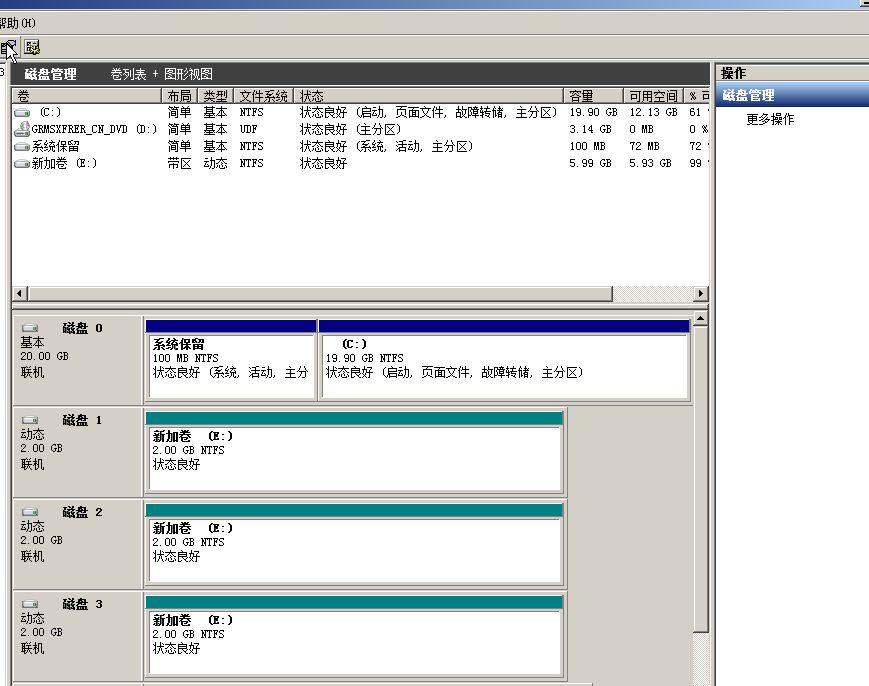 帮助(H)
磁盘管理 卷列表 + 图形视图
操作
磁盘管理
更多操作
卷 布局 类型 文件系统 状态 容量 可用空间 % 可
(C:) 简单 基本 NTFS 状态良好 (启动, 页面文件, 故障转储, 主分区) 19.90 GB 12.13 GB 61
GRMSXFRER_CN_DVD (D:) 简单 基本 UDF 状态良好 (主分区) 3.14 GB 0 MB 0 %
系统保留 简单 基本 NTFS 状态良好 (系统, 活动, 主分区) 100 MB 72 MB 72
新加卷 (E:) 带区 动态 NTFS 状态良好 5.99 GB 5.93 GB 99
磁盘 0
基本
20.00 GB
联机
系统保留
100 MB NTFS
状态良好 (系统, 活动, 主分
(C:)
19.90 GB NTFS
状态良好 (启动, 页面文件, 故障转储, 主分区)
磁盘 1
动态
2.00 GB
联机
新加卷 (E:)
2.00 GB NTFS
状态良好
磁盘 2
动态
2.00 GB
联机
新加卷 (E:)
2.00 GB NTFS
状态良好
磁盘 3
动态
2.00 GB
联机
新加卷 (E:)
2.00 GB NTFS
状态良好